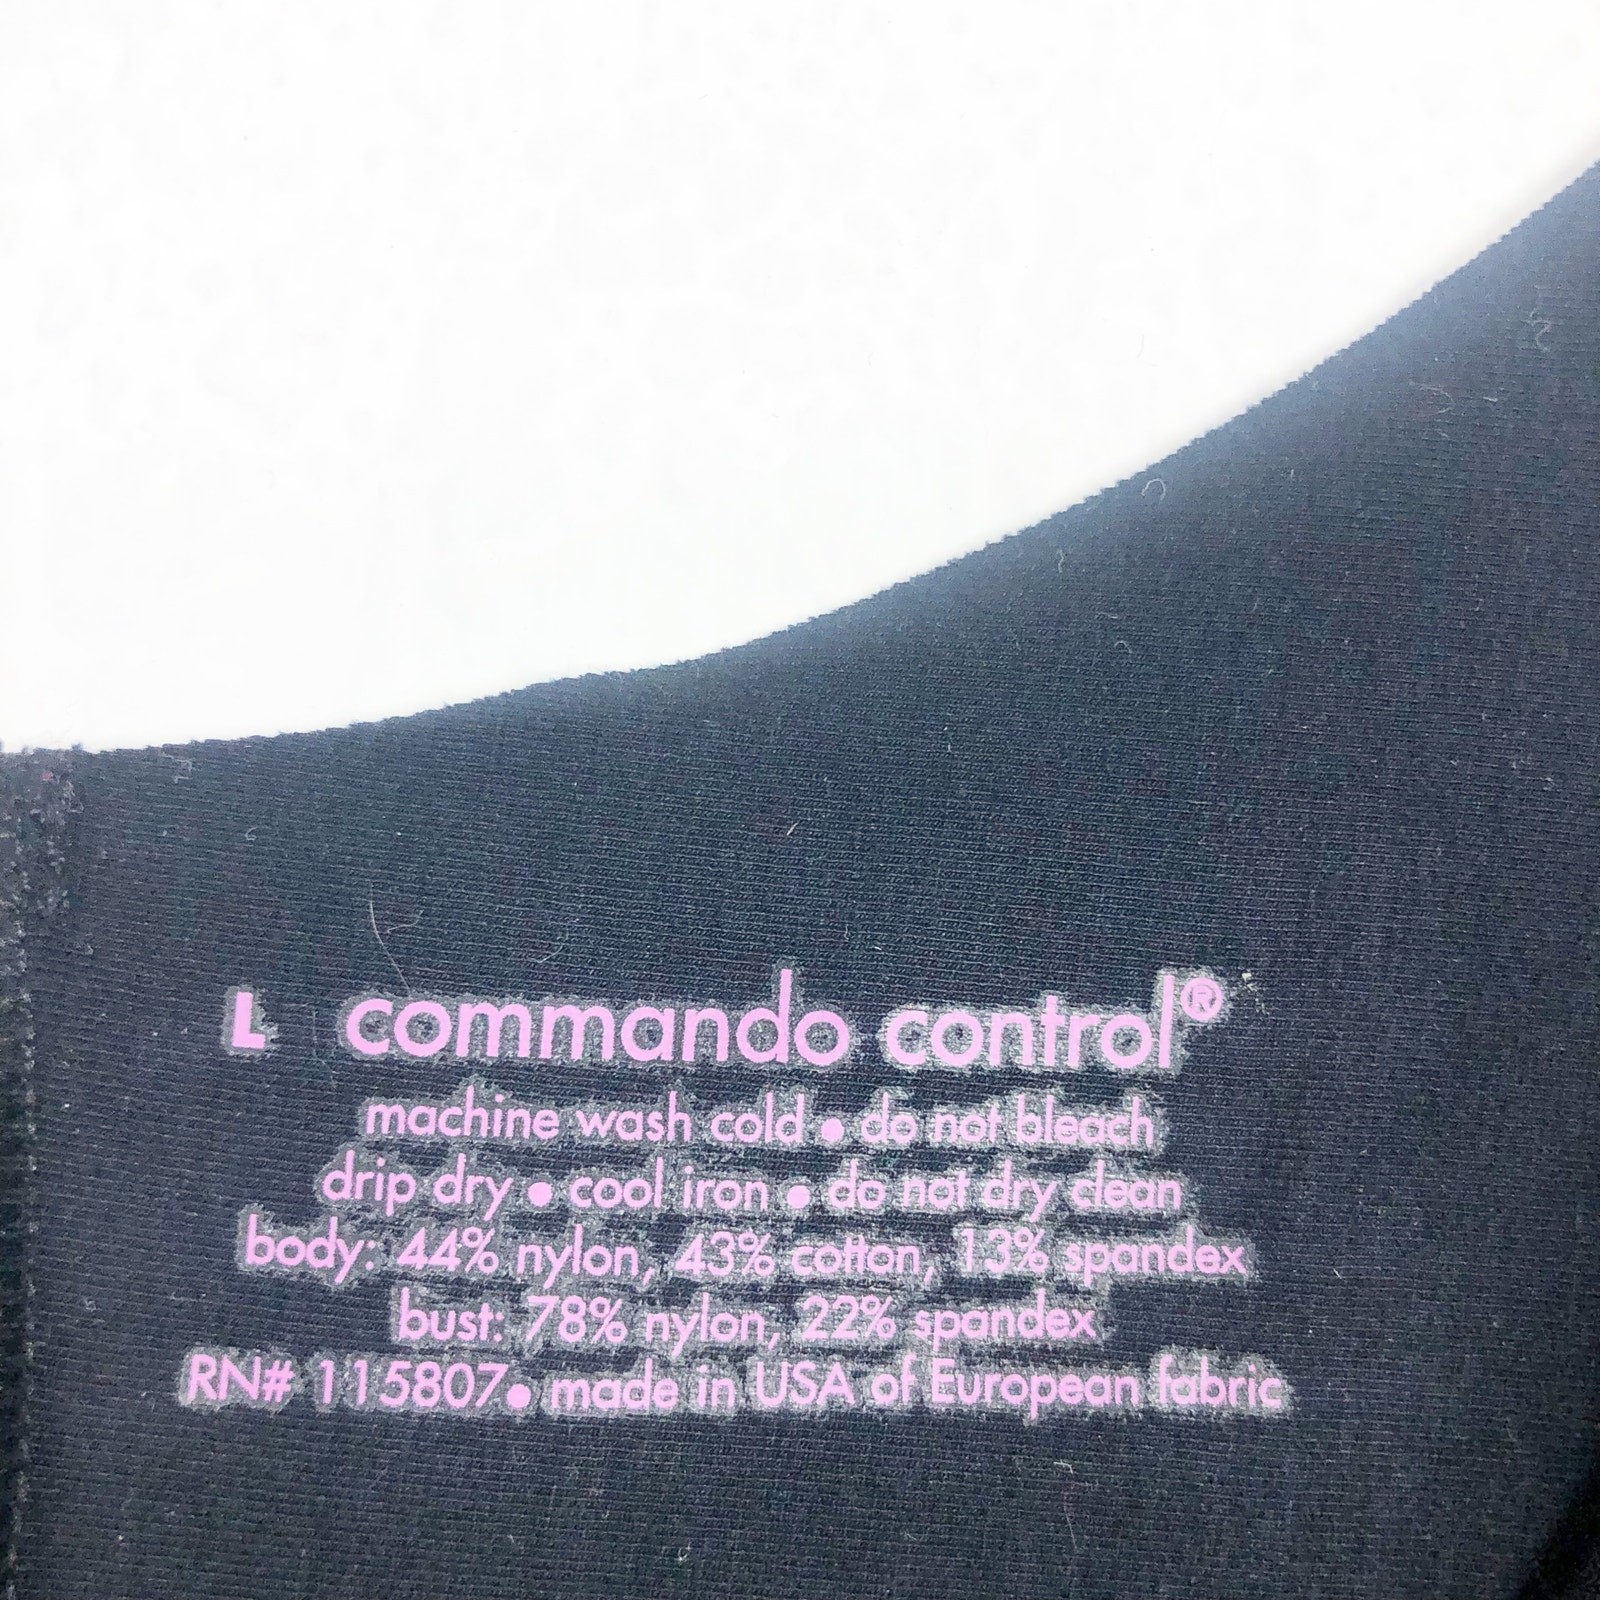 L commando control®
machine wash cold • do not bleach
drip dry • cool iron • do not dry clean
body: 44% nylon, 43% cotton, 13% spandex
bust: 78% nylon, 22% spandex
RN# 115807• made in USA of European fabric